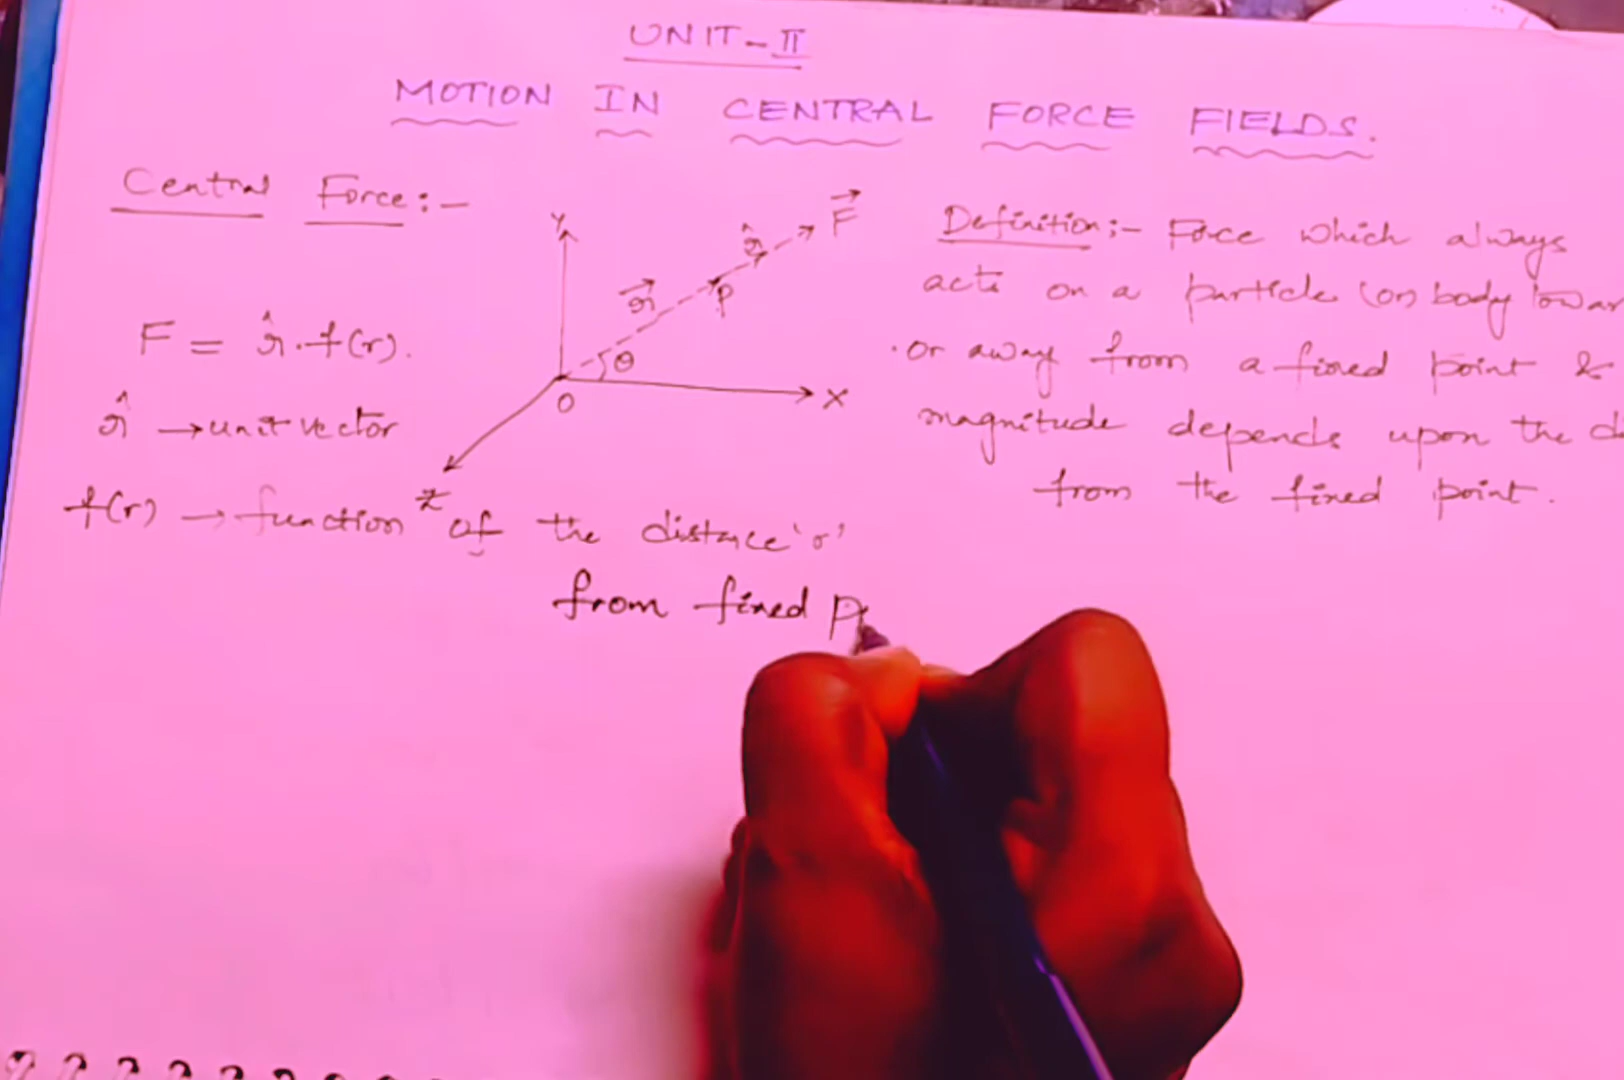 UNIT-II
MOTION IN CENTRAL FORCE FIELDS.
Central Force:-
Y
r̂
F⃗
r⃗
P
θ
O
X
Z
F = r̂.f(r).
r̂ → unit vector
f(r) → function of the distance 'r'
from fixed
Definition:- Force which always
acts on a particle (or) body
or away from a fixed point &
magnitude depends upon the
from the fixed point.